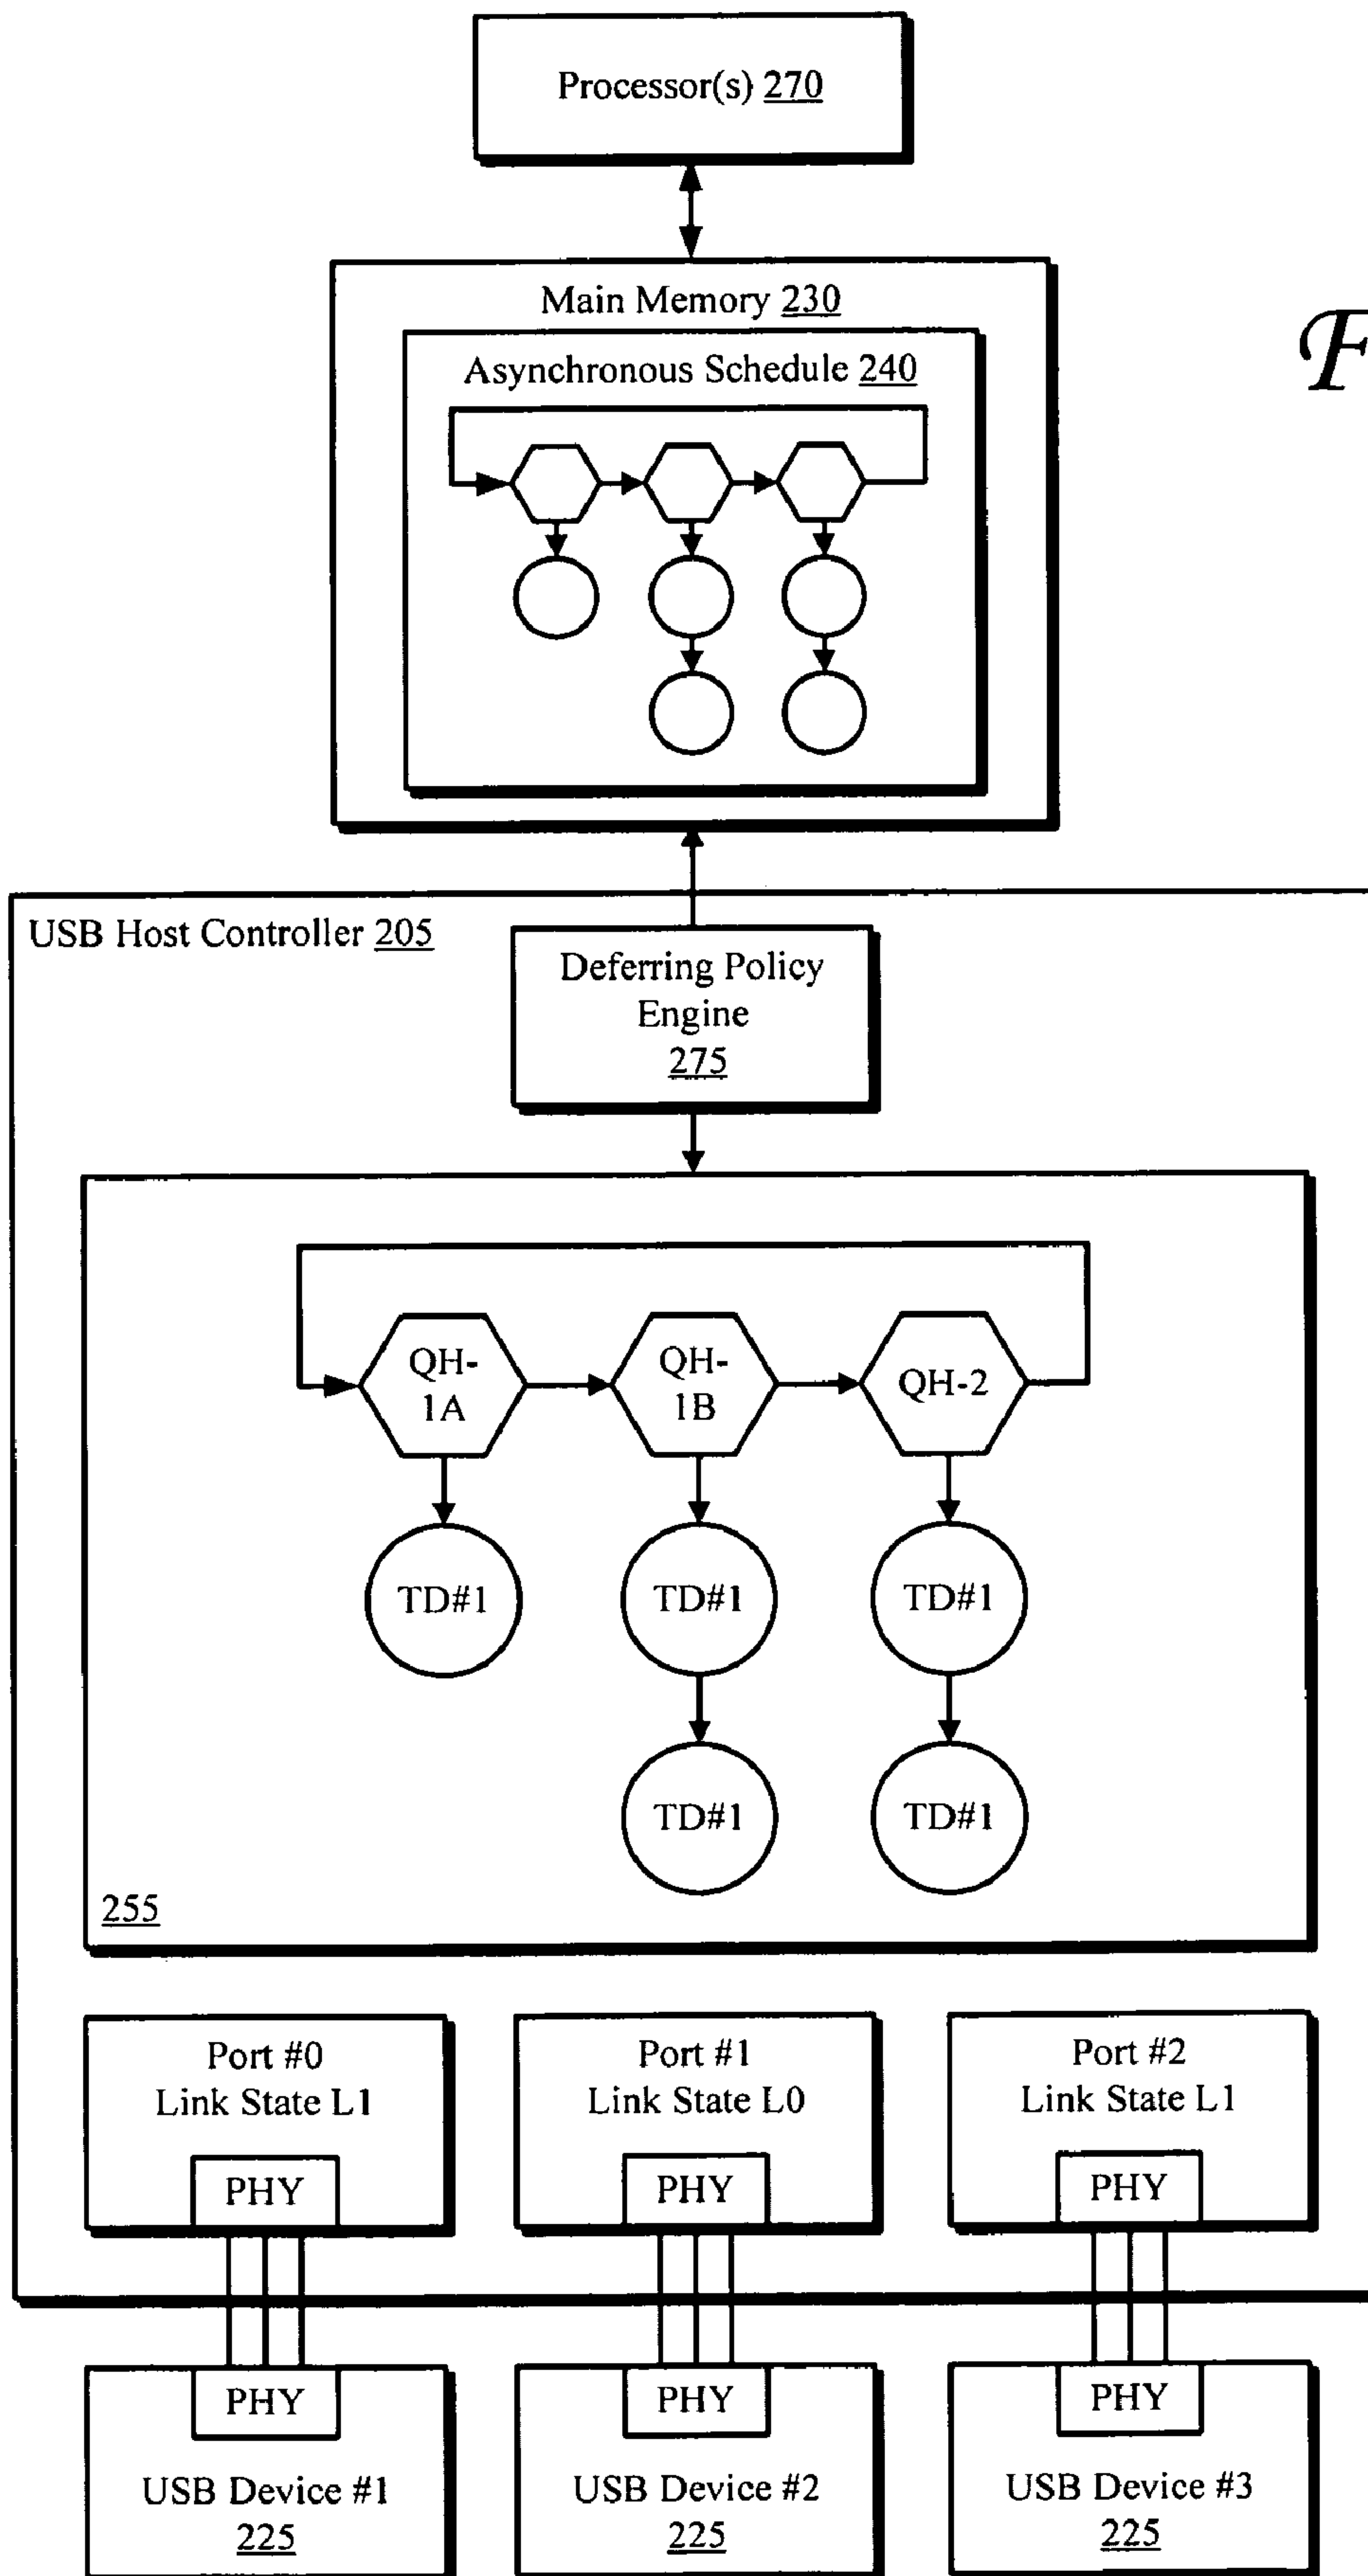 Processor(s) 270
Main Memory 230
F
Asynchronous Schedule 240
USB Host Controller 205
Deferring Policy
Engine
275
QH-
1A
QH-
1B
QH-2
TD#1
TD#1
TD#1
TD#1
TD#1
255
Port #0
Link State L1
PHY
Port #1
Link State L0
PHY
Port #2
Link State L1
PHY
PHY
USB Device #1
225
PHY
USB Device #2
225
PHY
USB Device #3
225